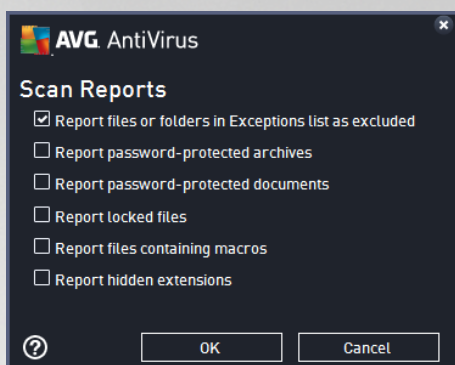 AVG AntiVirus
Scan Reports
Report files or folders in Exceptions list as excluded
Report password-protected archives
Report password-protected documents
Report locked files
Report files containing macros
Report hidden extensions
? OK Cancel